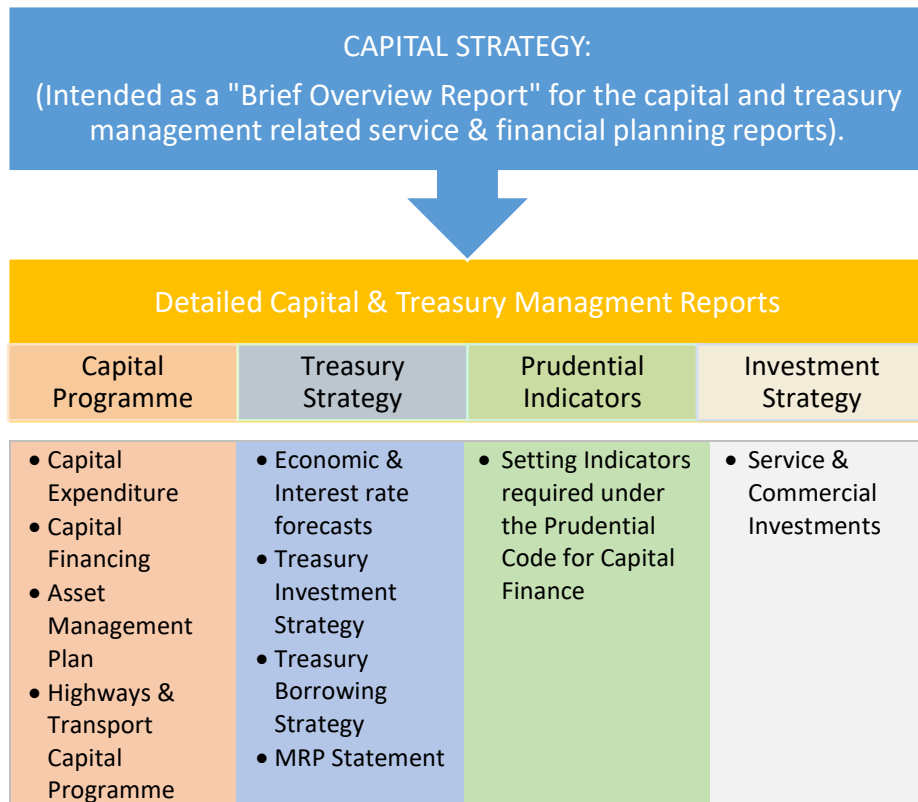 CAPITAL STRATEGY:
(Intended as a "Brief Overview Report" for the capital and treasury
management related service & financial planning reports).
Detailed Capital & Treasury Managment Reports
Capital
Programme
Treasury
Strategy
Prudential
Indicators
Investment
Strategy
• Capital
Expenditure
• Capital
Financing
• Asset
Management
Plan
• Highways &
Transport
Capital
Programme
• Economic &
Interest rate
forecasts
• Treasury
Investment
Strategy
• Treasury
Borrowing
Strategy
• MRP Statement
• Setting Indicators
required under
the Prudential
Code for Capital
Finance
• Service &
Commercial
Investments